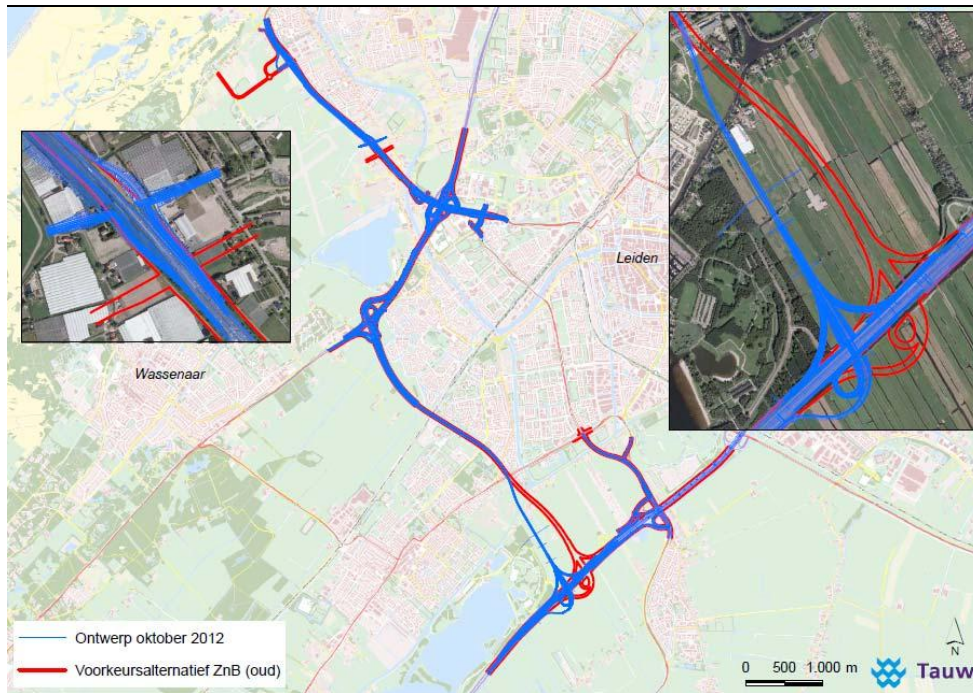 Leiden
Wassenaar
Ontwerp oktober 2012
Voorkeursalternatief ZnB (oud)
0 500 1.000 m
N
Tauw